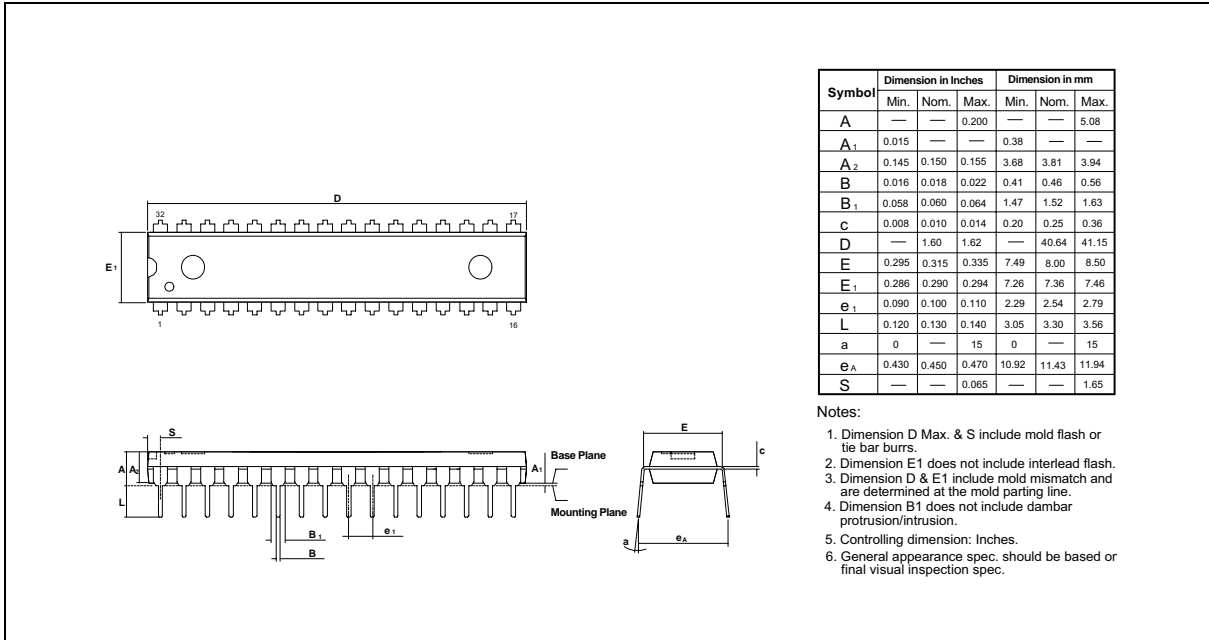 D
32
17
E1
1
16
S
A
A2
A1
Base Plane
L
Mounting Plane
B1
e1
B
E
c
a
eA
Symbol Dimension in Inches Dimension in mm
Min. Nom. Max. Min. Nom. Max.
A — — 0.200 — — 5.08
A1 0.015 — — 0.38 — —
A2 0.145 0.150 0.155 3.68 3.81 3.94
B 0.016 0.018 0.022 0.41 0.46 0.56
B1 0.058 0.060 0.064 1.47 1.52 1.63
c 0.008 0.010 0.014 0.20 0.25 0.36
D — 1.60 1.62 — 40.64 41.15
E 0.295 0.315 0.335 7.49 8.00 8.50
E1 0.286 0.290 0.294 7.26 7.36 7.46
e1 0.090 0.100 0.110 2.29 2.54 2.79
L 0.120 0.130 0.140 3.05 3.30 3.56
a 0 — 15 0 — 15
eA 0.430 0.450 0.470 10.92 11.43 11.94
S — — 0.065 — — 1.65
Notes:
1. Dimension D Max. & S include mold flash or
tie bar burrs.
2. Dimension E1 does not include interlead flash.
3. Dimension D & E1 include mold mismatch and
are determined at the mold parting line.
4. Dimension B1 does not include dambar
protrusion/intrusion.
5. Controlling dimension: Inches.
6. General appearance spec. should be based or
final visual inspection spec.